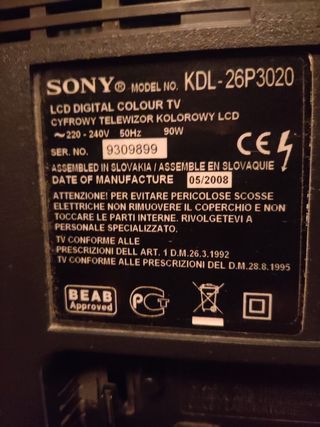 SONY® MODEL NO. KDL-26P3020
LCD DIGITAL COLOUR TV
CYFROWY TELEWIZOR KOLOROWY LCD
~220-240V 50Hz 90W
SER. NO. 9309899
CE
ASSEMBLED IN SLOVAKIA / ASSEMBLE EN SLOVAQUIE
DATE OF MANUFACTURE 05/2008
ATTENZIONE! PER EVITARE PERICOLOSE SCOSSE
ELETTRICHE NON RIMUOVERE IL COPERCHIO E NON
TOCCARE LE PARTI INTERNE. RIVOLGETEVI A
PERSONALE SPECIALIZZATO.
TV CONFORME ALLE
PRESCRIZIONI DELL ART. 1 D.M.26.3.1992
TV CONFORME ALLE PRESCRIZIONI DEL D.M.28.8.1995
BEAB
Approved